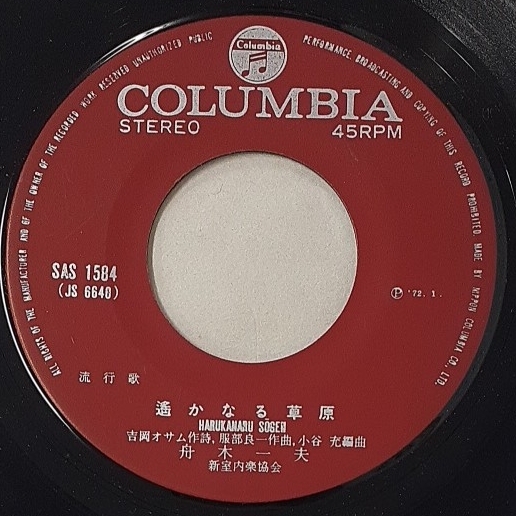 Columbia
ALL RIGHTS OF THE MANUFACTURER AND OF THE OWNER OF THE RECORDED WORK RESERVED UNAUTHORIZED PUBLIC PERFORMANCE, BROADCASTING AND COPYING OF THIS RECORD PROHIBITED MADE BY NIPPON COLUMBIA CO., LTD.
COLUMBIA
STEREO 45RPM
SAS 1584
(JS 6640)
Ⓟ '72. 1.
流行歌
遙かなる草原
HARUKANARU SOGEN
吉岡オサム作詩,服部良一作曲,小谷 充編曲
舟木一夫
新室内楽協会